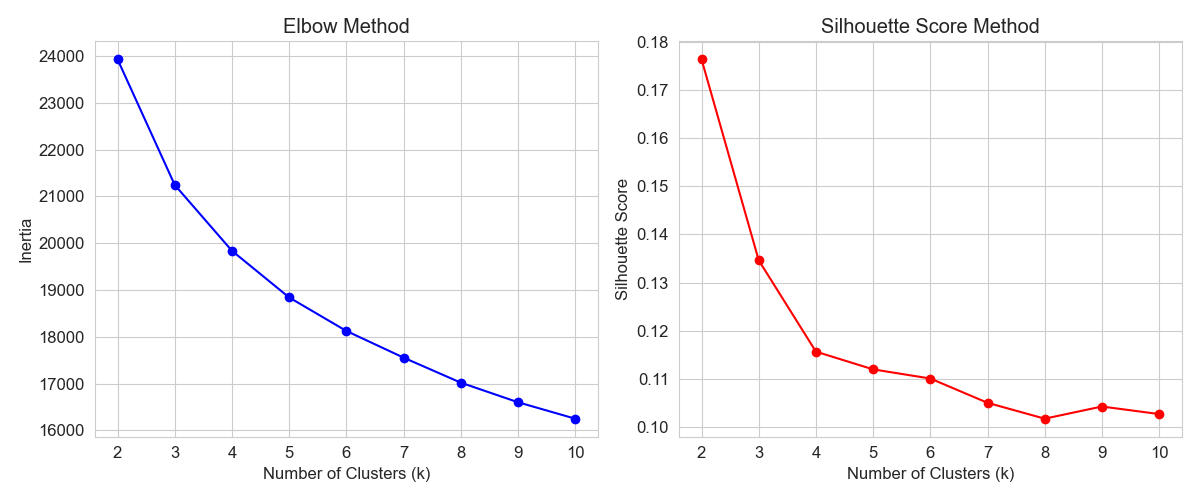 Elbow Method
24000
23000
22000
21000
20000
19000
18000
17000
16000
Inertia
2 3 4 5 6 7 8 9 10
Number of Clusters (k)
Silhouette Score Method
0.18
0.17
0.16
0.15
0.14
0.13
0.12
0.11
0.10
Silhouette Score
2 3 4 5 6 7 8 9 10
Number of Clusters (k)